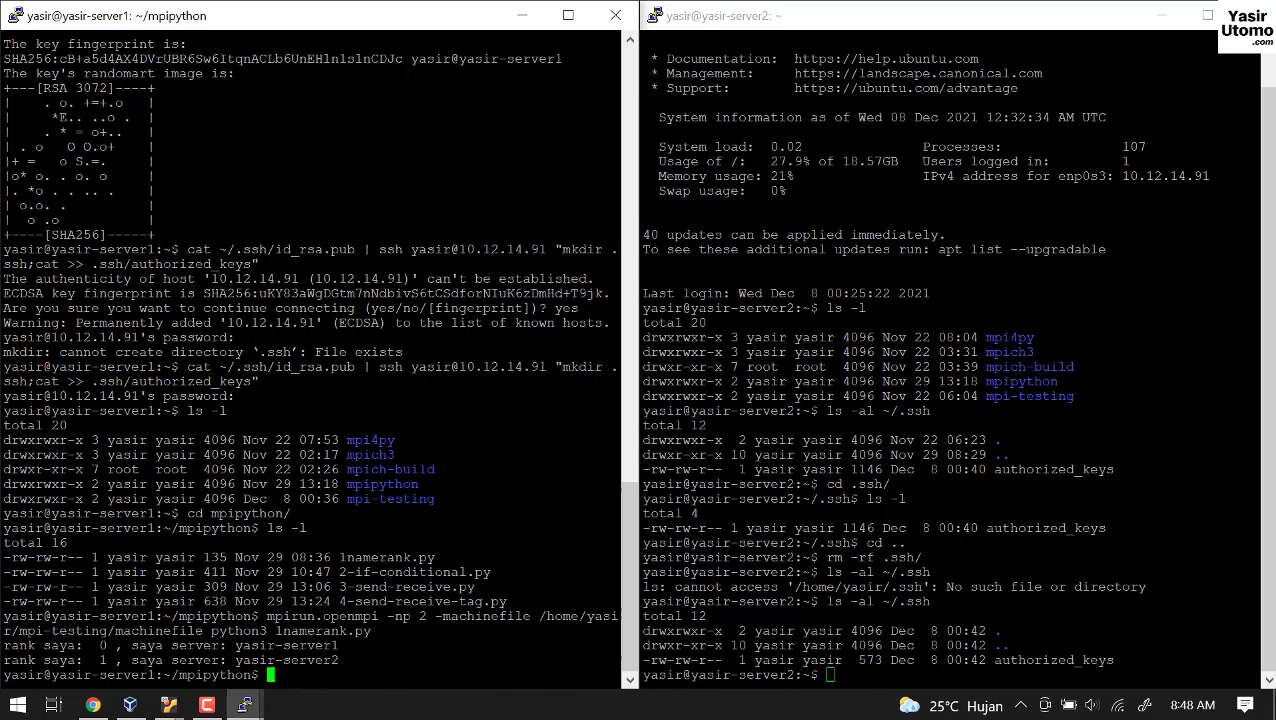 yasir@yasir-server1: ~/mpipython
The key fingerprint is:
yasir@yasir-server1
The key's randomart image is:
+---[RSA 3072]----+
|    . o. +=+.o   |
|     *E.. ..o .  |
|    . * = o+..   |
| . o   O O.o+    |
|+ =   o S.=.     |
|o* o. . o. o     |
|. *o . . .. .    |
|o.o. . .         |
|  o .o           |
+----[SHA256]-----+
yasir@yasir-server1:~$ cat ~/.ssh/id_rsa.pub | ssh yasir@10.12.14.91 "mkdir .
ssh;cat >> .ssh/authorized_keys"
The authenticity of host '10.12.14.91 (10.12.14.91)' can't be established.
ECDSA key fingerprint is SHA256:uKY83aWgDGtm7nNdbivS6tCSdforNIuK6zDmHd+T9jk.
Are you sure you want to continue connecting (yes/no/[fingerprint])? yes
Warning: Permanently added '10.12.14.91' (ECDSA) to the list of known hosts.
yasir@10.12.14.91's password:
mkdir: cannot create directory ‘.ssh’: File exists
yasir@yasir-server1:~$ cat ~/.ssh/id_rsa.pub | ssh yasir@10.12.14.91 "mkdir .
ssh;cat >> .ssh/authorized_keys"
yasir@10.12.14.91's password:
yasir@yasir-server1:~$ ls -l
total 20
drwxrwxr-x 3 yasir yasir 4096 Nov 22 07:53 mpi4py
drwxrwxr-x 3 yasir yasir 4096 Nov 22 02:17 mpich3
drwxr-xr-x 7 root  root  4096 Nov 22 02:26 mpich-build
drwxrwxr-x 2 yasir yasir 4096 Nov 29 13:18 mpipython
drwxrwxr-x 2 yasir yasir 4096 Dec  8 00:36 mpi-testing
yasir@yasir-server1:~$ cd mpipython/
yasir@yasir-server1:~/mpipython$ ls -l
total 16
-rw-rw-r-- 1 yasir yasir 135 Nov 29 08:36 1namerank.py
-rw-rw-r-- 1 yasir yasir 411 Nov 29 10:47 2-if-conditional.py
-rw-rw-r-- 1 yasir yasir 309 Nov 29 13:06 3-send-receive.py
-rw-rw-r-- 1 yasir yasir 638 Nov 29 13:24 4-send-receive-tag.py
yasir@yasir-server1:~/mpipython$ mpirun.openmpi -np 2 -machinefile /home/yasi
r/mpi-testing/machinefile python3 1namerank.py
rank saya:  0 , saya server: yasir-server1
rank saya:  1 , saya server: yasir-server2
yasir@yasir-server1:~/mpipython$
yasir@yasir-server2: ~
Yasir
Utomo
.com
* Documentation:  https://help.ubuntu.com
* Management:     https://landscape.canonical.com
* Support:        https://ubuntu.com/advantage
System information as of Wed 08 Dec 2021 12:32:34 AM UTC
System load:  0.02               Processes:               107
Usage of /:   27.9% of 18.57GB   Users logged in:         1
Memory usage: 21%                IPv4 address for enp0s3: 10.12.14.91
Swap usage:   0%
40 updates can be applied immediately.
To see these additional updates run: apt list --upgradable
Last login: Wed Dec  8 00:25:22 2021
yasir@yasir-server2:~$ ls -l
total 20
drwxrwxr-x 3 yasir yasir 4096 Nov 22 08:04 mpi4py
drwxrwxr-x 3 yasir yasir 4096 Nov 22 03:31 mpich3
drwxr-xr-x 7 root  root  4096 Nov 22 03:39 mpich-build
drwxrwxr-x 2 yasir yasir 4096 Nov 29 13:18 mpipython
drwxrwxr-x 2 yasir yasir 4096 Nov 22 06:04 mpi-testing
yasir@yasir-server2:~$ ls -al ~/.ssh
total 12
drwxrwxr-x  2 yasir yasir 4096 Nov 22 06:23 .
drwxr-xr-x 10 yasir yasir 4096 Nov 29 08:29 ..
-rw-rw-r--  1 yasir yasir 1146 Dec  8 00:40 authorized_keys
yasir@yasir-server2:~$ cd .ssh/
yasir@yasir-server2:~/.ssh$ ls -l
total 4
-rw-rw-r-- 1 yasir yasir 1146 Dec  8 00:40 authorized_keys
yasir@yasir-server2:~/.ssh$ cd ..
yasir@yasir-server2:~$ rm -rf .ssh/
yasir@yasir-server2:~$ ls -al ~/.ssh
ls: cannot access '/home/yasir/.ssh': No such file or directory
yasir@yasir-server2:~$ ls -al ~/.ssh
total 12
drwxrwxr-x  2 yasir yasir 4096 Dec  8 00:42 .
drwxr-xr-x 10 yasir yasir 4096 Dec  8 00:42 ..
-rw-rw-r--  1 yasir yasir  573 Dec  8 00:42 authorized_keys
yasir@yasir-server2:~$
25°C Hujan
8:48 AM